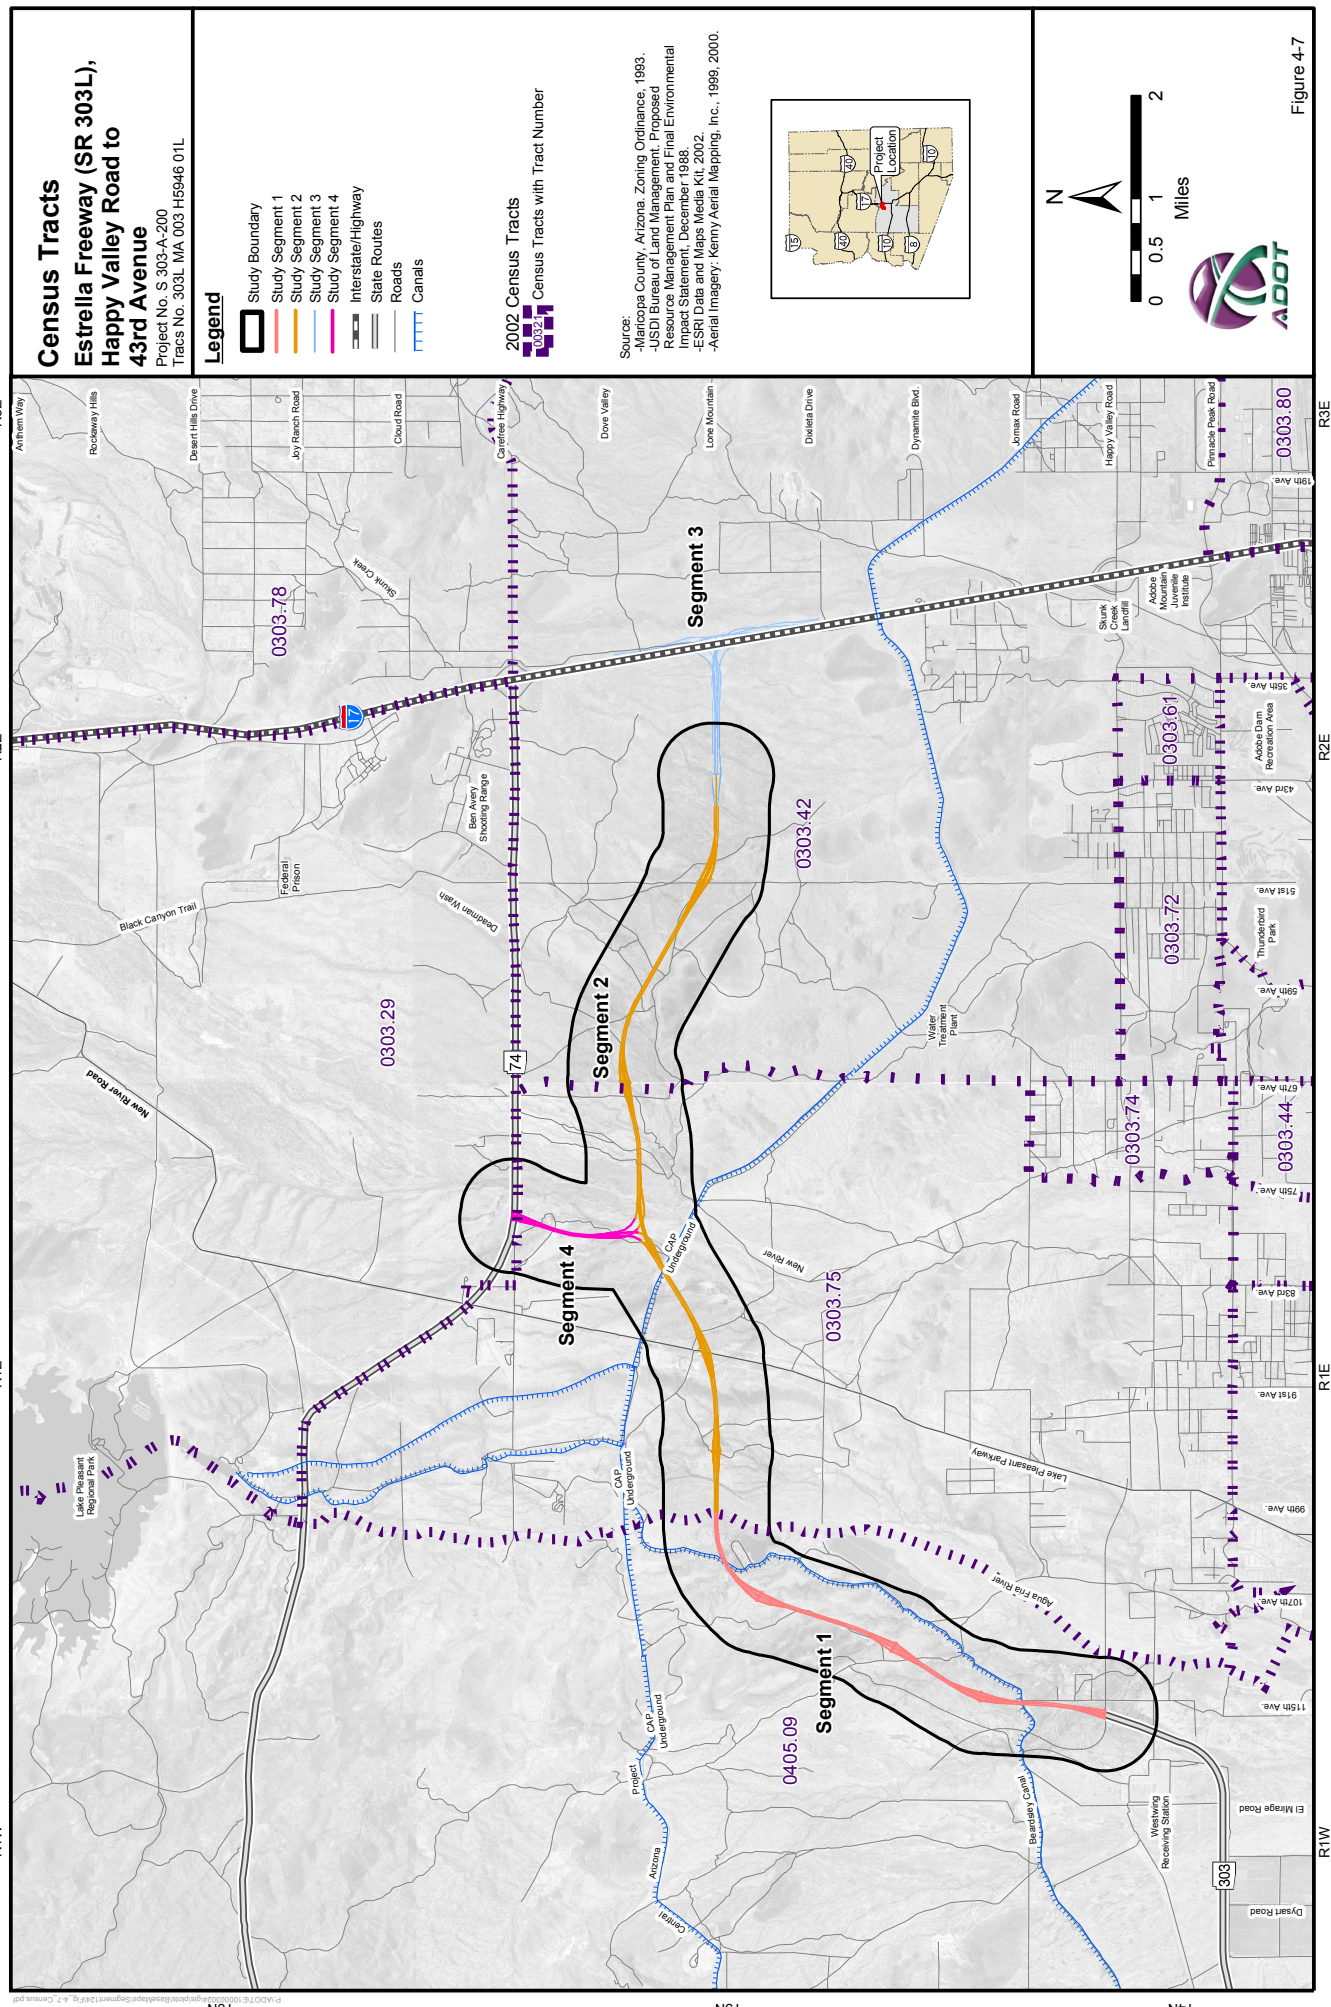 Census Tracts
Estrella Freeway (SR 303L),
Happy Valley Road to
43rd Avenue
Project No. S 303-A-200
Tracs No. 303L MA 003 H5946 01L
Legend
Study Boundary
Study Segment 1
Study Segment 2
Study Segment 3
Study Segment 4
Interstate/Highway
State Routes
Roads
Canals
2002 Census Tracts
00321
Census Tracts with Tract Number
Source:
-Maricopa County, Arizona. Zoning Ordinance, 1993.
-USDI Bureau of Land Management. Proposed
Resource Management Plan and Final Environmental
Impact Statement, December 1988.
-ESRI Data and Maps Media Kit, 2002.
-Aerial Imagery: Kenny Aerial Mapping, Inc., 1999, 2000.
15
40
40
17
10
8
10
Project
Location
N
0 0.5 1 2
Miles
ADOT
Figure 4-7
Anthem Way
Rockaway Hills
Desert Hills Drive
Joy Ranch Road
Cloud Road
Carefree Highway
Dove Valley
Lone Mountain
Dixileta Drive
Dynamite Blvd.
Jomax Road
Happy Valley Road
Pinnacle Peak Road
19th Ave.
0303.80
R3E
0303.78
Skunk Creek
Segment 3
Skunk
Creek
Landfill
Adobe
Mountain
Juvenile
Institute
17
35th Ave.
0303.61
Adobe Dam
Recreation Area
R2E
43rd Ave.
Ben Avery
Shooting Range
0303.42
Federal
Prison
51st Ave.
Black Canyon Trail
Deadman Wash
0303.72
Thunderbird
Park
59th Ave.
0303.29
Segment 2
Water
Treatment
Plant
74
New River Road
67th Ave.
0303.74
0303.44
75th Ave.
CAP
Underground
New River
Segment 4
0303.75
83rd Ave.
91st Ave.
R1E
Lake Pleasant
Regional Park
CAP
Underground
Lake Pleasant Parkway
99th Ave.
Agua Fria River
107th Ave.
Segment 1
115th Ave.
0405.09
CAP
Underground
Project
Arizona
Central
Beardsley Canal
Westwing
Receiving Station
El Mirage Road
R1W
303
Dysart Road